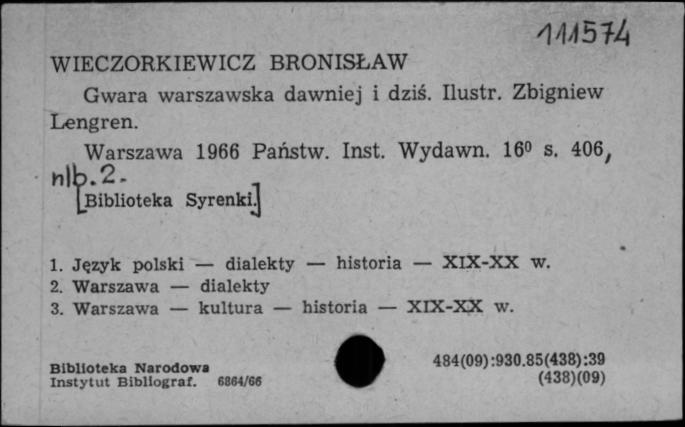 111574
WIECZORKIEWICZ BRONISŁAW
Gwara warszawska dawniej i dziś. Ilustr. Zbigniew
Lengren.
Warszawa 1966 Państw. Inst. Wydawn. 16⁰ s. 406,
nlb. 2.
[Biblioteka Syrenki.]
1. Język polski — dialekty — historia — XIX-XX w.
2. Warszawa — dialekty
3. Warszawa — kultura — historia — XIX-XX w.
Biblioteka Narodowa
Instytut Bibliograf. 6864/66
484(09):930.85(438):39
(438)(09)